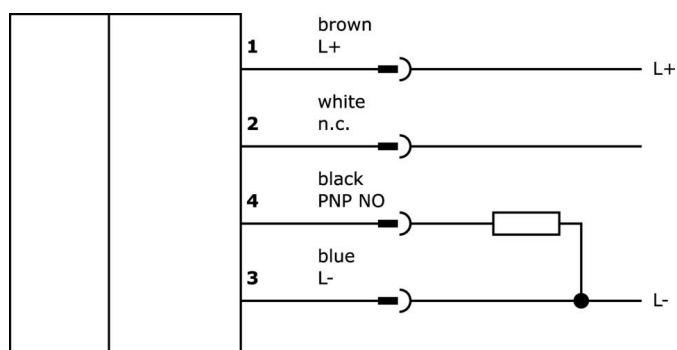 brown
1 L+
L+
white
2 n.c.
black
4 PNP NO
blue
3 L-
L-